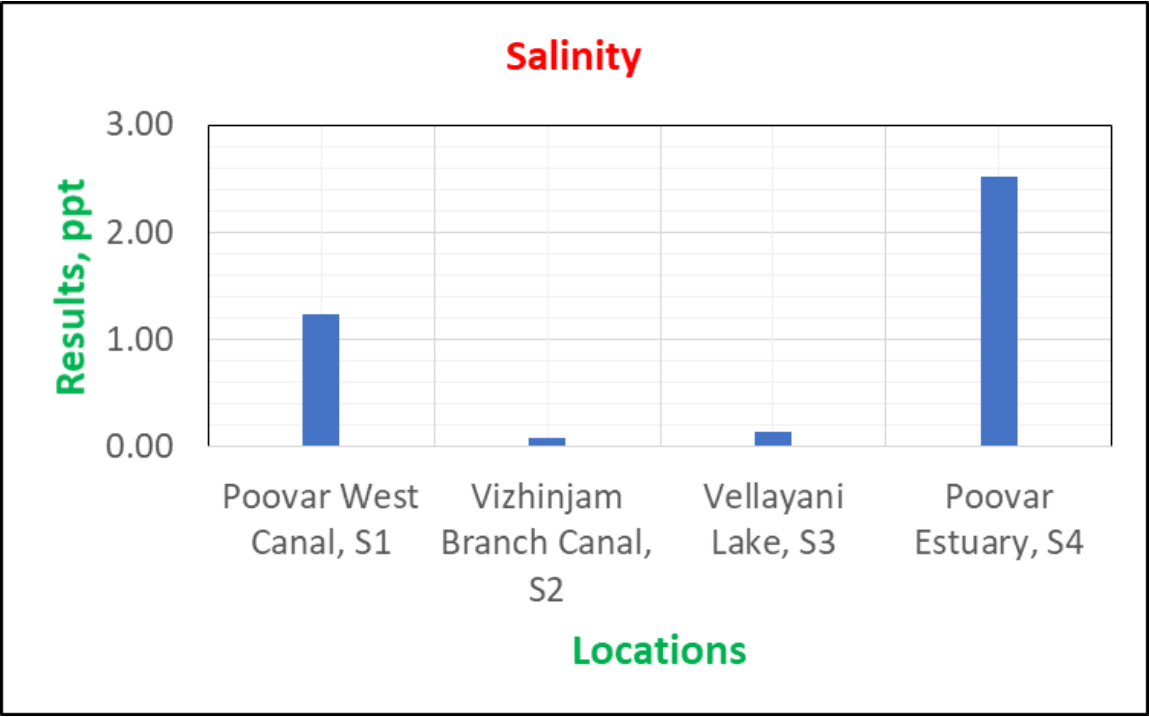 Salinity
3.00
2.00
1.00
0.00
Results, ppt
Poovar West
Canal, S1
Vizhinjam
Branch Canal,
S2
Vellayani
Lake, S3
Poovar
Estuary, S4
Locations